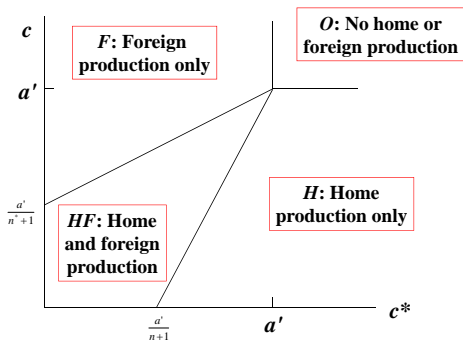 c
F: Foreign
production only
O: No home or
foreign production
a'
a'
n*+1
HF: Home
and foreign
production
H: Home
production only
a'
n+1
a'
c*